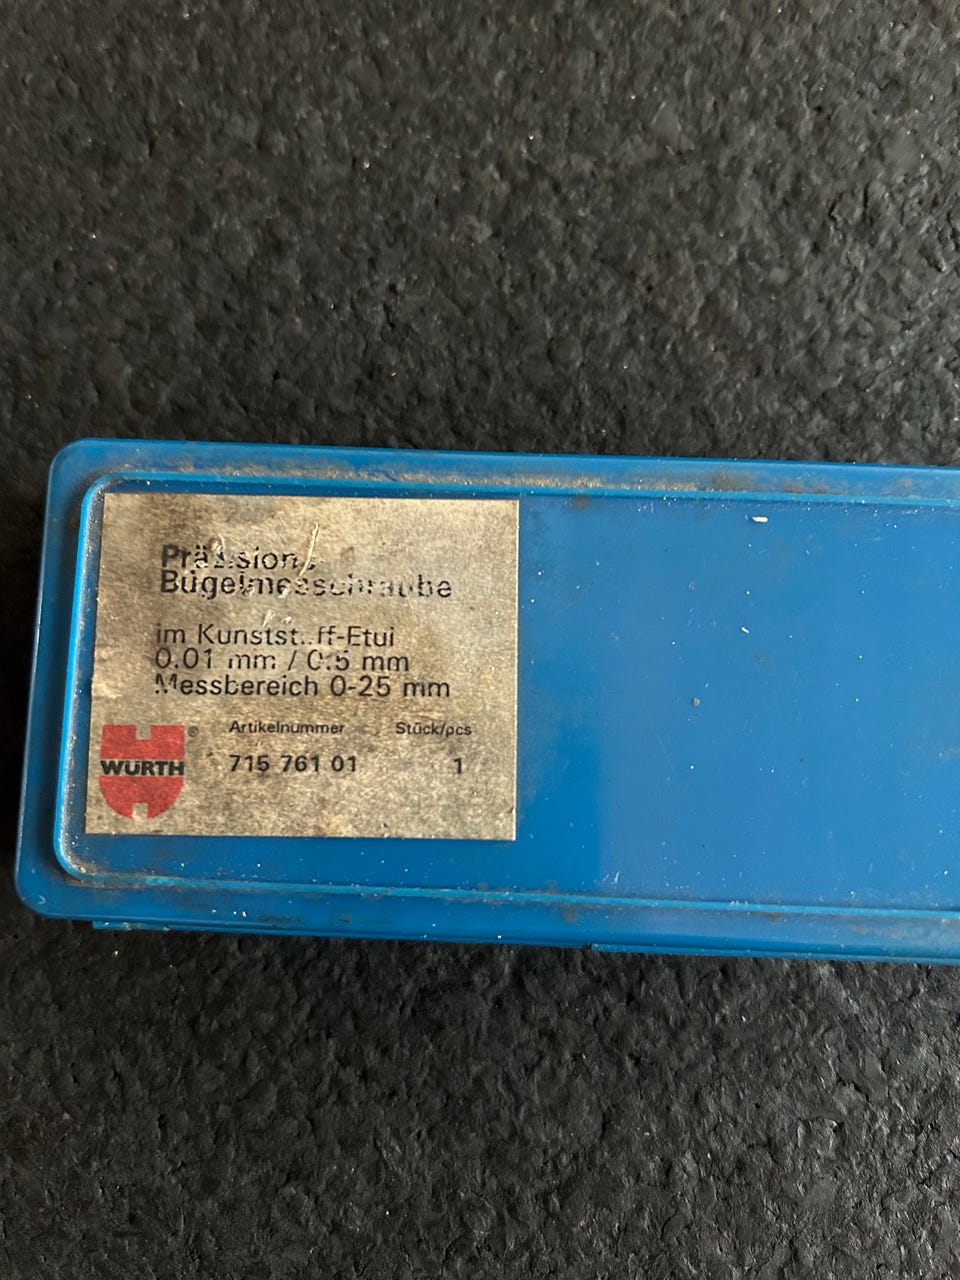 Präzisions
Bügelmessschraube
im Kunststoff-Etui
0.01 mm / 0.5 mm
Messbereich 0-25 mm
Artikelnummer Stück/pcs
715 761 01 1
WÜRTH
®